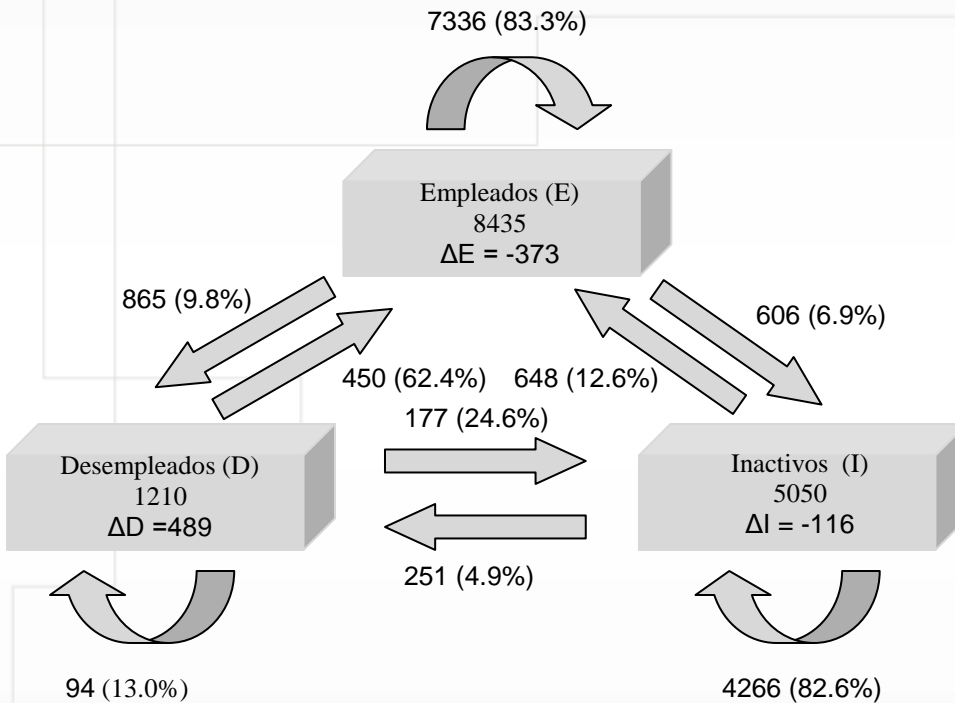 7336 (83.3%)
Empleados (E)
8435
ΔE = -373
865 (9.8%)
606 (6.9%)
450 (62.4%)
648 (12.6%)
177 (24.6%)
Desempleados (D)
1210
ΔD =489
Inactivos (I)
5050
ΔI = -116
251 (4.9%)
94 (13.0%)
4266 (82.6%)